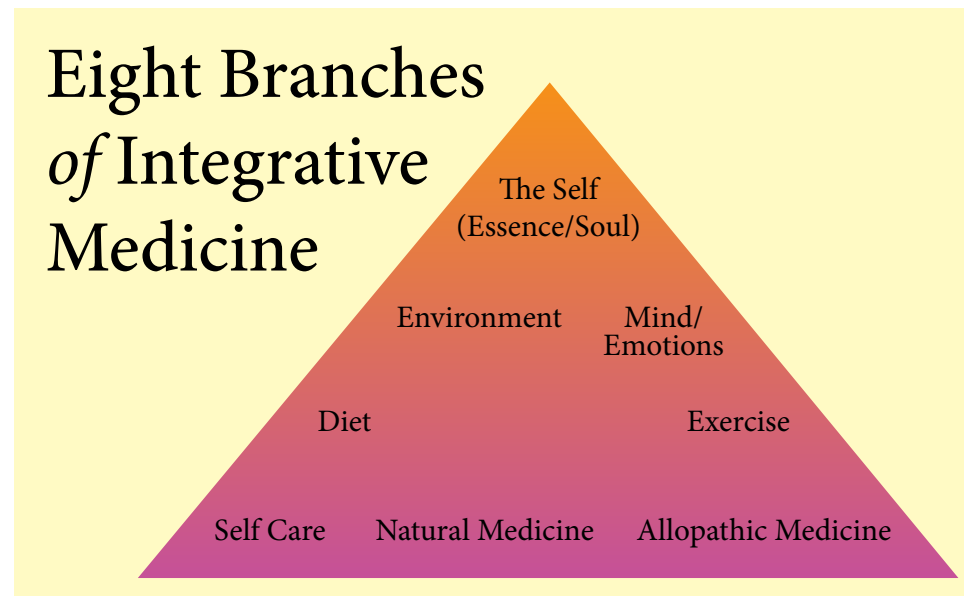 Eight Branches
of Integrative
Medicine
The Self
(Essence/Soul)
Environment
Mind/
Emotions
Diet
Exercise
Self Care
Natural Medicine
Allopathic Medicine